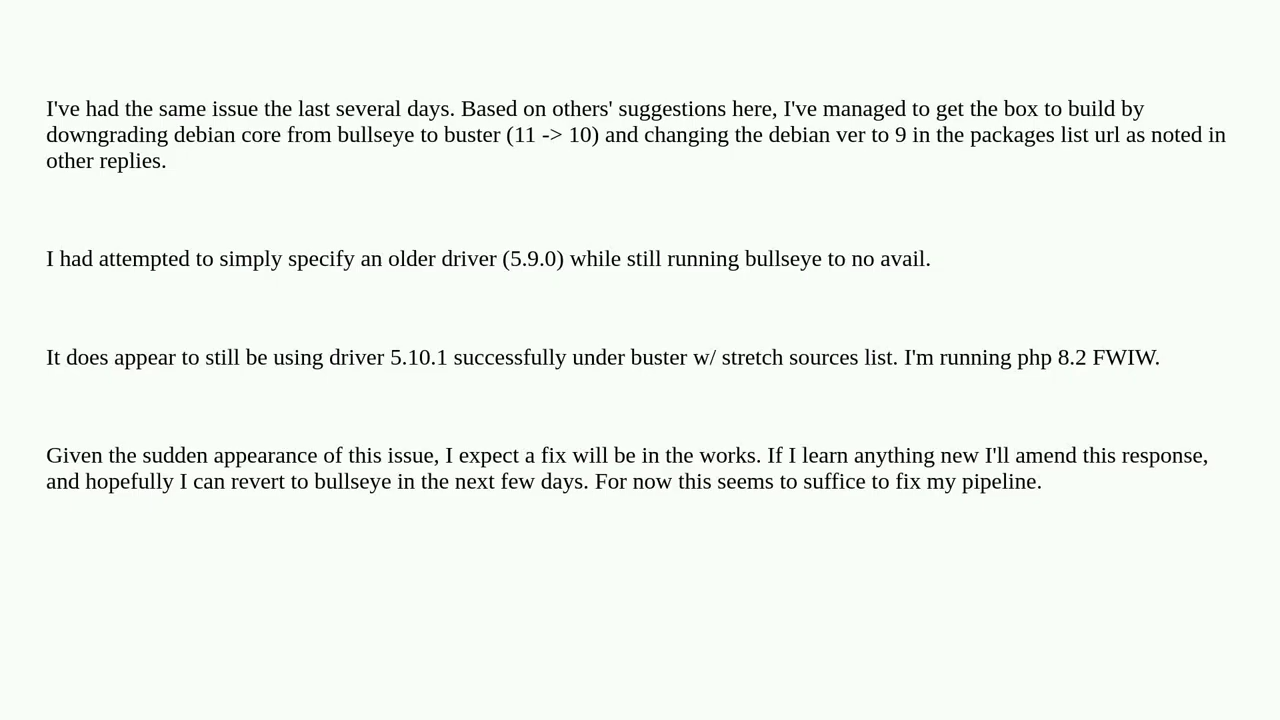 I've had the same issue the last several days. Based on others' suggestions here, I've managed to get the box to build by
downgrading debian core from bullseye to buster (11 -> 10) and changing the debian ver to 9 in the packages list url as noted in
other replies.
I had attempted to simply specify an older driver (5.9.0) while still running bullseye to no avail.
It does appear to still be using driver 5.10.1 successfully under buster w/ stretch sources list. I'm running php 8.2 FWIW.
Given the sudden appearance of this issue, I expect a fix will be in the works. If I learn anything new I'll amend this response,
and hopefully I can revert to bullseye in the next few days. For now this seems to suffice to fix my pipeline.